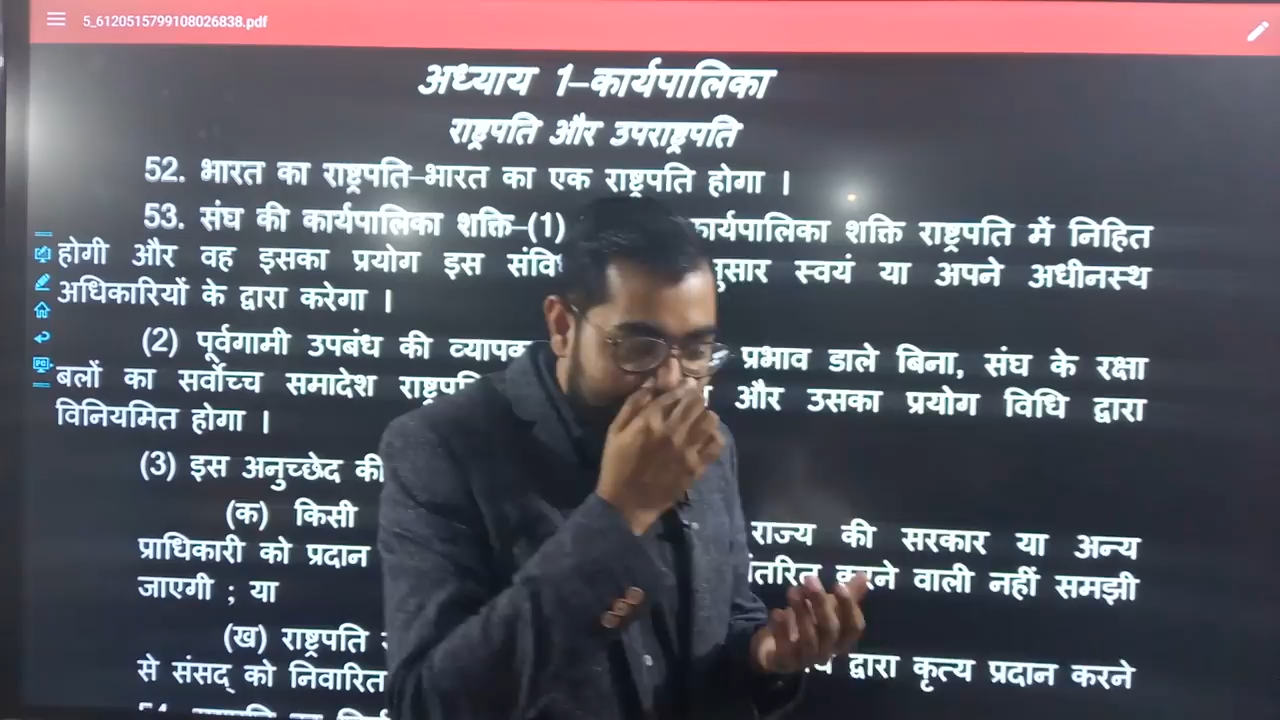 5_6120515799108026838.pdf
अध्याय 1–कार्यपालिका
राष्ट्रपति और उपराष्ट्रपति
52. भारत का राष्ट्रपति–भारत का एक राष्ट्रपति होगा ।
53. संघ की कार्यपालिका शक्ति–(1) कार्यपालिका शक्ति राष्ट्रपति में निहित
होगी और वह इसका प्रयोग इस स्वयं या अपने अधीनस्थ
अधिकारियों के द्वारा करेगा ।
(2) पूर्वगामी उपबंध की प्रभाव डाले बिना, संघ के रक्षा
बलों का सर्वोच्च समादेश और उसका प्रयोग विधि द्वारा
विनियमित होगा ।
(3) इस अनुच्छेद की
(क) किसी राज्य की सरकार या अन्य
प्राधिकारी को प्रदान करने वाली नहीं समझी
जाएगी ; या
(ख) राष्ट्रपति
से संसद् को निवारित द्वारा कृत्य प्रदान करने